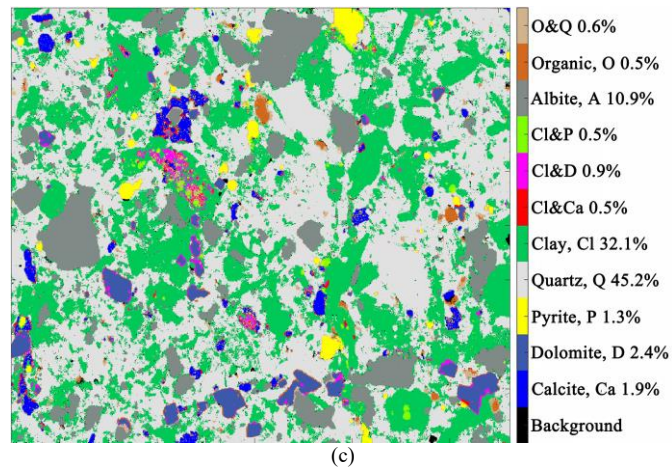 O&Q 0.6%
Organic, O 0.5%
Albite, A 10.9%
Cl&P 0.5%
Cl&D 0.9%
Cl&Ca 0.5%
Clay, Cl 32.1%
Quartz, Q 45.2%
Pyrite, P 1.3%
Dolomite, D 2.4%
Calcite, Ca 1.9%
Background
(c)